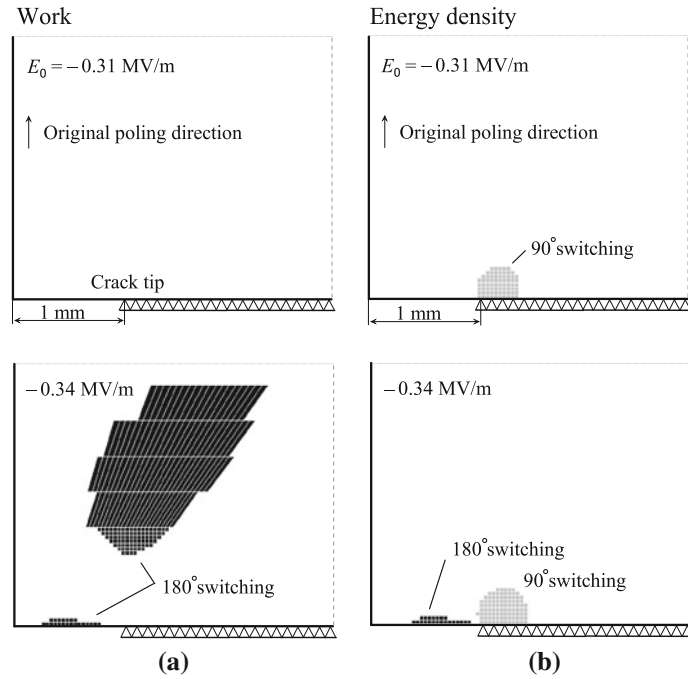 Work
Energy density
E₀ = −0.31 MV/m
Original poling direction
Crack tip
1 mm
E₀ = −0.31 MV/m
Original poling direction
90°switching
1 mm
−0.34 MV/m
180°switching
−0.34 MV/m
180°switching
90°switching
(a)
(b)